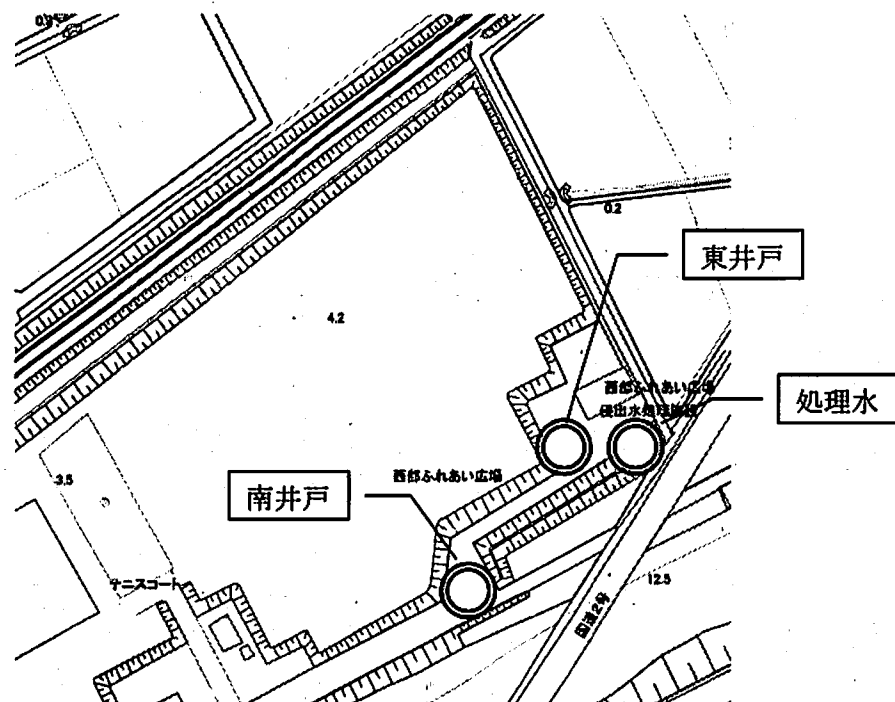 0.2
東井戸
4.2
西部ふれあい広場
浸出水処理施設
処理水
3.5
西部ふれあい広場
南井戸
テニスコート
12.5
国道2号